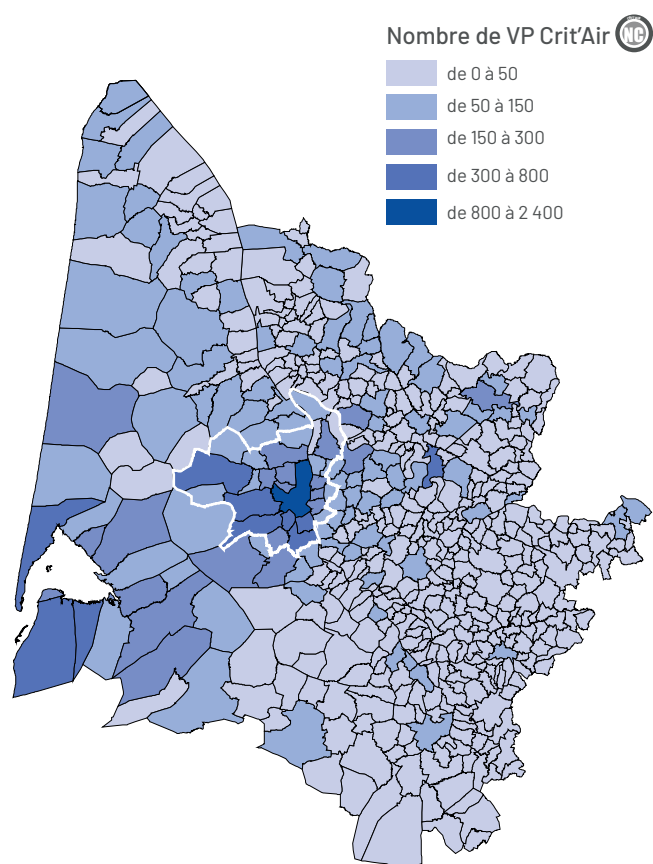 Nombre de VP Crit'Air NC
de 0 à 50
de 50 à 150
de 150 à 300
de 300 à 800
de 800 à 2 400